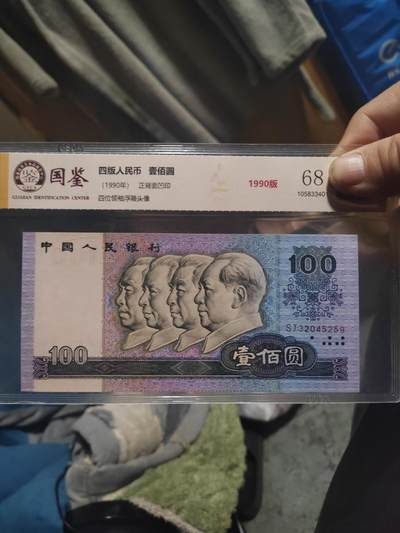 国鉴
GUOJIAN IDENTIFICATION CENTER
四版人民币 壹佰圆
(1990年) 正背面凹印
四位领袖浮雕头像
1990版
68
10583340
中国人民银行
100
SJ32045259
100
壹佰圆